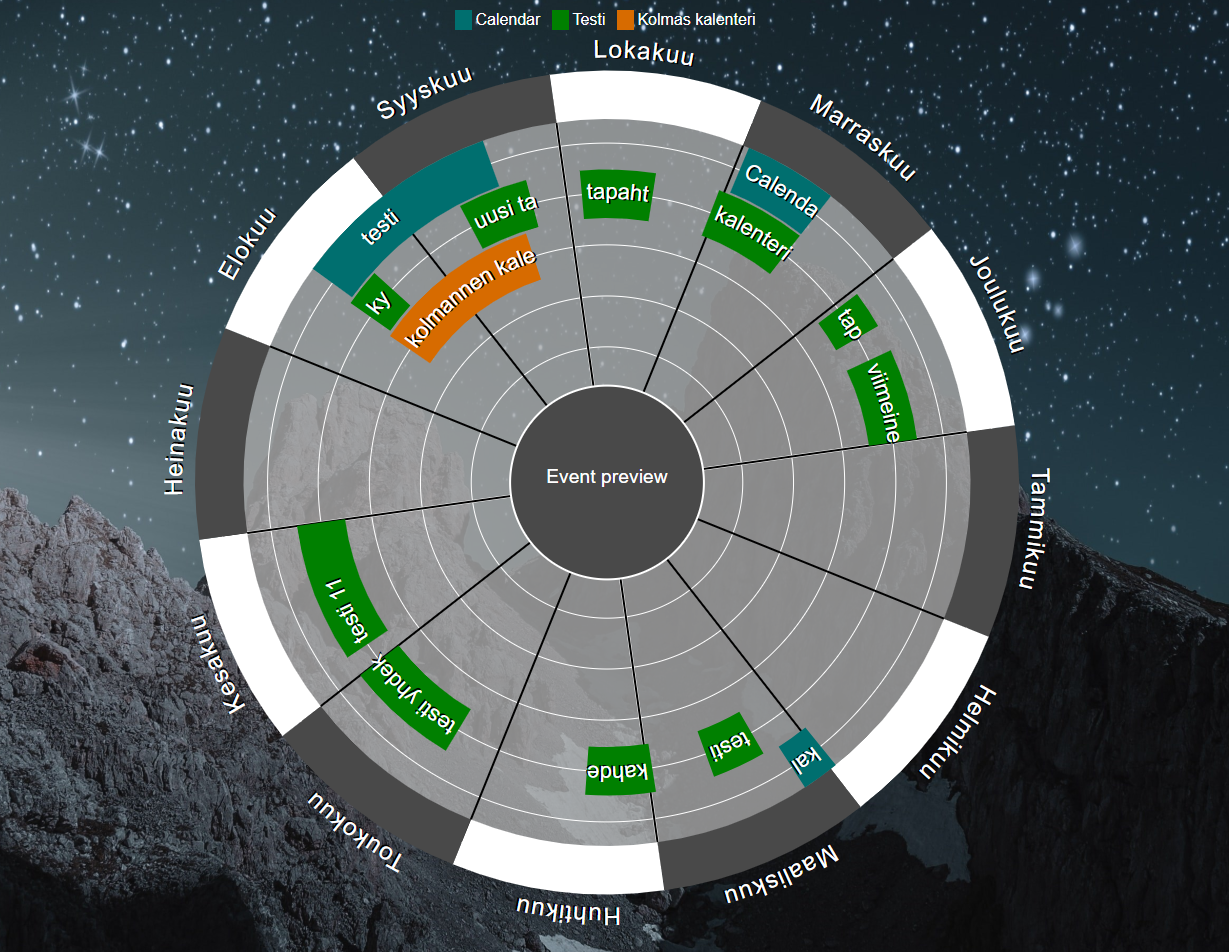 Calendar Testi Kolmas kalenteri
Lokakuu
Marraskuu
Joulukuu
Tammikuu
Helmikuu
Maaliskuu
Huhtikuu
Toukokuu
Kesäkuu
Heinäkuu
Elokuu
Syyskuu
tapaht
Calenda
kalenteri
tap
viimeine
kal
testi
kahde
testi yhdek
testi 11
ky
testi
uusi ta
kolmannen kale
Event preview